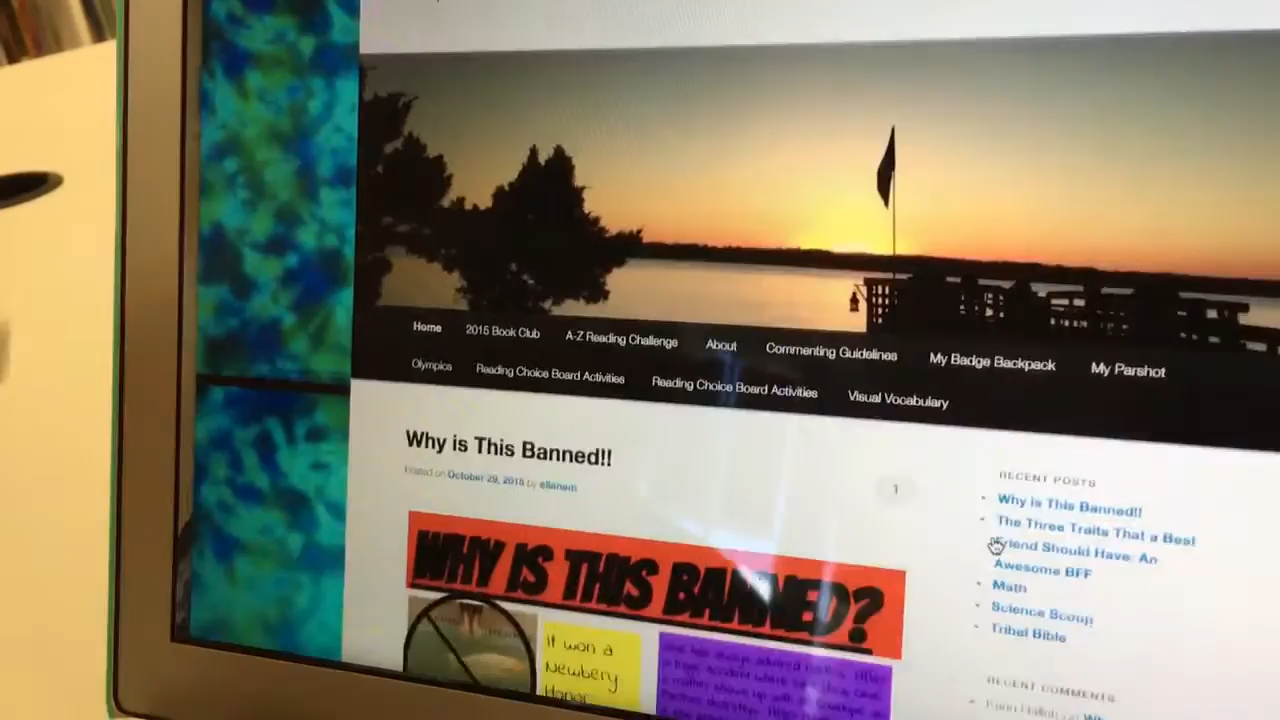 Home 2015 Book Club A-Z Reading Challenge About Commenting Guidelines My Badge Backpack My Parshot
Olympics Reading Choice Board Activities Reading Choice Board Activities Visual Vocabulary
Why is This Banned!!
Posted on October 29, 2015 by
1
WHY IS THIS BANNED?
it won a
Newbery
Honor
RECENT POSTS
Why is This Banned!!
The Three Traits That a Best
Friend Should Have: An
Awesome BFF
Math
Science Scoop
Tribal Bible
RECENT COMMENTS